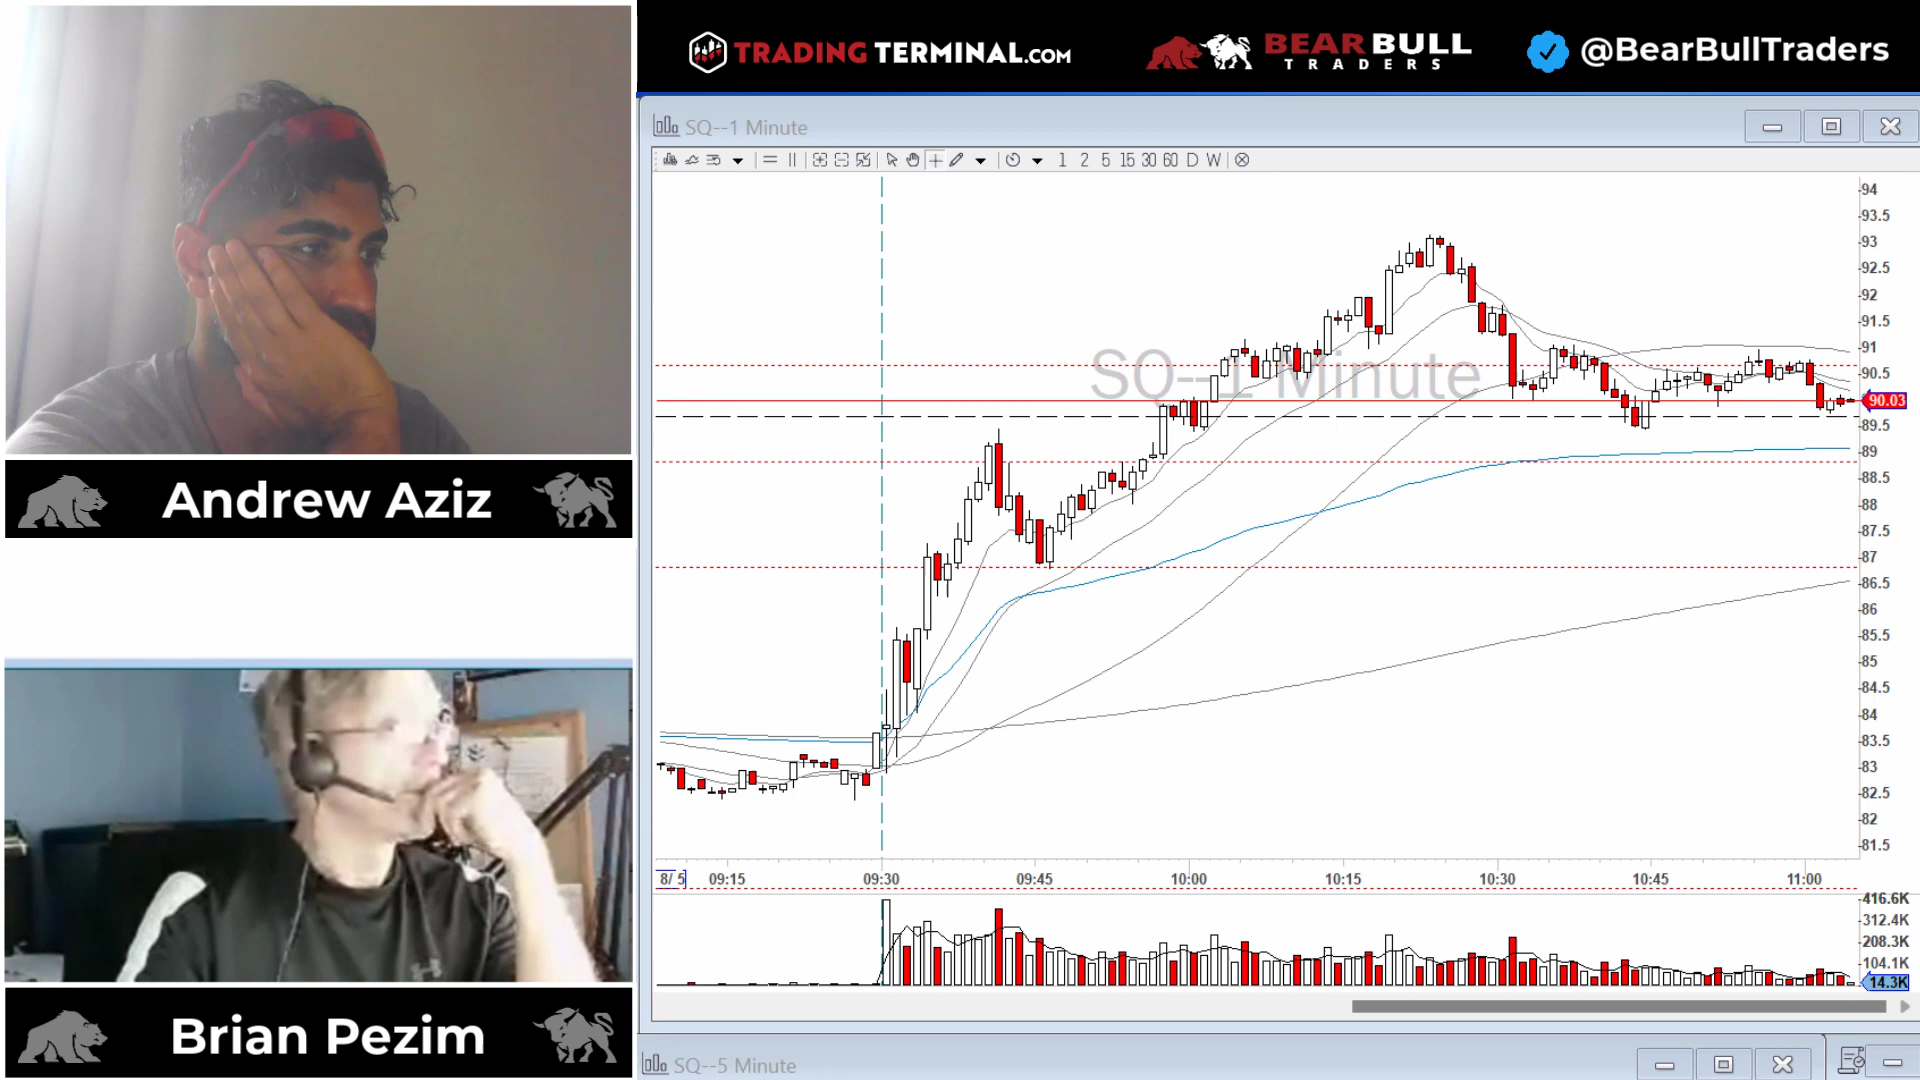 TRADING TERMINAL.COM
BEAR BULL
TRADERS
@BearBullTraders
SQ--1 Minute
1 2 5 15 30 60 D W
SQ--1 Minute
94
93.5
93
92.5
92
91.5
91
90.5
90.03
89.5
89
88.5
88
87.5
87
86.5
86
85.5
85
84.5
84
83.5
83
82.5
82
81.5
8/ 5 09:15 09:30 09:45 10:00 10:15 10:30 10:45 11:00
416.6K
312.4K
208.3K
104.1K
14.3K
SQ--5 Minute
Andrew Aziz
Brian Pezim